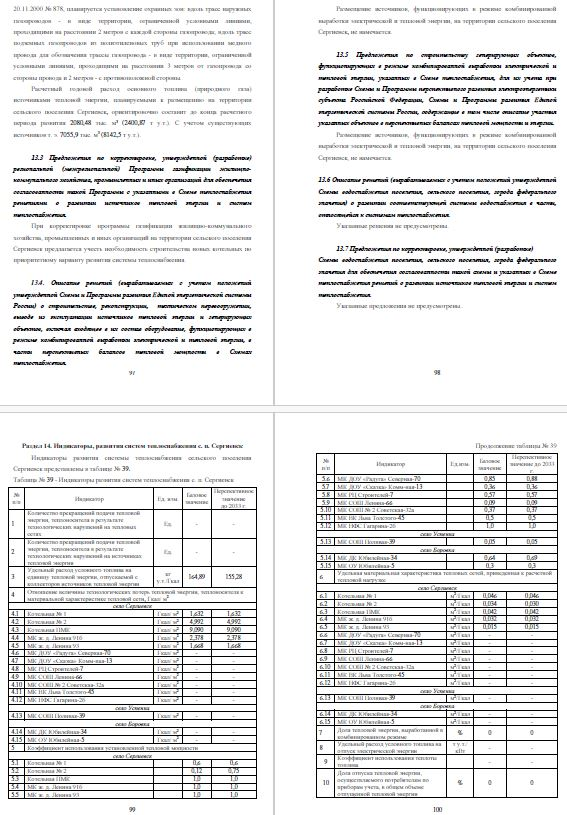 20.11.2000 № 878, планируется установление охранных зон: вдоль трасс наружных
газопроводов - в виде территории, ограниченной условными линиями,
проходящими на расстоянии 2 метров с каждой стороны газопровода; вдоль трасс
подземных газопроводов из полиэтиленовых труб при использовании медного
провода для обозначения трассы газопровода - в виде территории, ограниченной
условными линиями, проходящими на расстоянии 3 метров от газопровода со
стороны провода и 2 метров - с противоположной стороны.
Расчетный годовой расход основного топлива (природного газа)
источниками тепловой энергии, планируемыми к размещению на территории
сельского поселения Сергиевск, ориентировочно составит до конца расчетного
периода развития 2080,48 тыс. м³ (2400,87 т у.т.). С учетом существующих
источников т. э. 7055,9 тыс. м³ (8142,5 т у.т.).
13.3 Предложения по корректировке, утвержденной (разработке)
региональной (межрегиональной) Программы газификации жилищно-
коммунального хозяйства, промышленных и иных организаций для обеспечения
согласованности такой Программы с указанными в Схеме теплоснабжения
решениями о развитии источников тепловой энергии и систем
теплоснабжения.
При корректировке программы газификации жилищно-коммунального
хозяйства, промышленных и иных организаций на территории сельского поселения
Сергиевск предлагается учесть необходимость строительства новых котельных по
приоритетному варианту развития системы теплоснабжения.
13.4. Описание решений (вырабатываемых с учетом положений
утвержденной Схемы и Программы развития Единой энергетической системы
России) о строительстве, реконструкции, техническом перевооружении,
выводе из эксплуатации источников тепловой энергии и генерирующих
объектов, включая входящее в их состав оборудование, функционирующих в
режиме комбинированной выработки электрической и тепловой энергии, в
части перспективных балансов тепловой мощности в Схемах
теплоснабжения.
97
Размещение источников, функционирующих в режиме комбинированной
выработки электрической и тепловой энергии, на территории сельского поселения
Сергиевск, не намечается.
13.5 Предложения по строительству генерирующих объектов,
функционирующих в режиме комбинированной выработки электрической и
тепловой энергии, указанных в Схеме теплоснабжения, для их учета при
разработке Схемы и Программы перспективного развития электроэнергетики
субъекта Российской Федерации, Схемы и Программы развития Единой
энергетической системы России, содержащие в том числе описание участия
указанных объектов в перспективных балансах тепловой мощности и энергии.
Размещение источников, функционирующих в режиме комбинированной
выработки электрической и тепловой энергии, на территории сельского поселения
Сергиевск, не намечается.
13.6 Описание решений (вырабатываемых с учетом положений утвержденной
Схемы водоснабжения поселения, сельского поселения, города федерального
значения) о развитии соответствующей системы водоснабжения в части,
относящейся к системам теплоснабжения.
Указанные решения не предусмотрены.
13.7 Предложения по корректировке, утвержденной (разработке)
Схемы водоснабжения поселения, сельского поселения, города федерального
значения для обеспечения согласованности такой схемы и указанных в Схеме
теплоснабжения решений о развитии источников тепловой энергии и систем
теплоснабжения.
Указанные предложения не предусмотрены.
98
Раздел 14. Индикаторы, развития систем теплоснабжения с. п. Сергиевск
Индикаторы развития системы теплоснабжения сельского поселения
Сергиевск представлены в таблице № 39.
Таблица № 39 - Индикаторы развития систем теплоснабжения с. п. Сергиевск
№ п/п Индикатор Ед. изм. Базовое значение Перспективное значение до 2033 г.
1 Количество прекращений подачи тепловой энергии, теплоносителя в результате технологических нарушений на тепловых сетях Ед. - -
2 Количество прекращений подачи тепловой энергии, теплоносителя в результате технологических нарушений на источниках тепловой энергии Ед. - -
3 Удельный расход условного топлива на единицу тепловой энергии, отпускаемой с коллекторов источников тепловой энергии кг у.т./Гкал 164,89 155,28
4 Отношение величины технологических потерь тепловой энергии, теплоносителя к материальной характеристике тепловой сети, Гкал/м²
село Сергиевск
4.1 Котельная № 1 Гкал/ м² 1,632 1,632
4.2 Котельная № 2 Гкал/ м² 4,992 4,992
4.3 Котельная ПМК Гкал/ м² 9,090 9,090
4.4 МК ж. д. Ленина 91б Гкал/ м² 2,378 2,378
4.5 МК ж. д. Ленина 93 Гкал/ м² 1,668 1,668
4.6 МК ДОУ «Радуга» Северная-70 Гкал/ м² - -
4.7 МК ДОУ «Сказка» Комм-ная-13 Гкал/ м² - -
4.8 МК РЦ Строителей-7 Гкал/ м² - -
4.9 МК СОШ Ленина-66 Гкал/ м² - -
4.10 МК СОШ № 2 Советская-32а Гкал/ м² - -
4.11 МК ПК Льва Толстого-45 Гкал/ м² - -
4.12 МК НФС Гагарина-2б Гкал/ м² - -
село Успенка
4.13 МК СОШ Полевая-39 Гкал/ м² - -
село Боровка
4.14 МК ДК Юбилейная-34 Гкал/ м² - -
4.15 МК ОУ Юбилейная-5 Гкал/ м² - -
5 Коэффициент использования установленной тепловой мощности
село Сергиевск
5.1 Котельная № 1 0,6 0,6
5.2 Котельная № 2 0,12 0,75
5.3 Котельная ПМК 1,0 1,0
5.4 МК ж. д. Ленина 91б 1,0 1,0
5.5 МК ж. д. Ленина 93 1,0 1,0
99
Продолжение таблицы № 39
№ п/п Индикатор Ед.изм. Базовое значение Перспективное значение до 2033 г.
5.6 МК ДОУ «Радуга» Северная-70 0,85 0,88
5.7 МК ДОУ «Сказка» Комм-ная-13 0,36 0,36
5.8 МК РЦ Строителей-7 0,57 0,57
5.9 МК СОШ Ленина-66 0,09 0,09
5.10 МК СОШ № 2 Советская-32а 0,37 0,37
5.11 МК ПК Льва Толстого-45 0,5 0,5
5.12 МК НФС Гагарина-2б 1,0 1,0
село Успенка
5.13 МК СОШ Полевая-39 0,05 0,05
село Боровка
5.14 МК ДК Юбилейная-34 0,64 0,69
5.15 МК ОУ Юбилейная-5 0,3 0,3
6 Удельная материальная характеристика тепловых сетей, приведенная к расчетной тепловой нагрузке
село Сергиевск
6.1 Котельная № 1 м²/Гкал 0,046 0,046
6.2 Котельная № 2 м²/Гкал 0,034 0,030
6.3 Котельная ПМК м²/Гкал 0,042 0,042
6.4 МК ж. д. Ленина 91б м²/Гкал 0,032 0,032
6.5 МК ж. д. Ленина 93 м²/Гкал 0,015 0,015
6.6 МК ДОУ «Радуга» Северная-70 м²/Гкал - -
6.7 МК ДОУ «Сказка» Комм-ная-13 м²/Гкал - -
6.8 МК РЦ Строителей-7 м²/Гкал - -
6.9 МК СОШ Ленина-66 м²/Гкал - -
6.10 МК СОШ № 2 Советская-32а м²/Гкал - -
6.11 МК ПК Льва Толстого-45 м²/Гкал - -
6.12 МК НФС Гагарина-2б м²/Гкал - -
село Успенка
6.13 МК СОШ Полевая-39 м²/Гкал - -
село Боровка
6.14 МК ДК Юбилейная-34 м²/Гкал - -
6.15 МК ОУ Юбилейная-5 м²/Гкал - -
7 Доля тепловой энергии, выработанной в комбинированном режиме % 0 0
8 Удельный расход условного топлива на отпуск электрической энергии т у.т./кВт - -
9 Коэффициент использования теплоты топлива - -
10 Доля отпуска тепловой энергии, осуществляемого потребителям по приборам учета, в общем объеме отпущенной тепловой энергии % 0 0
100